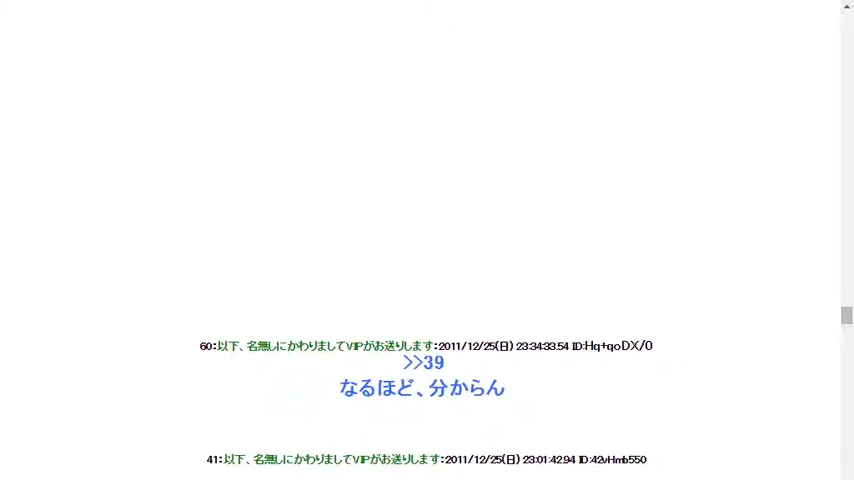 60:以下、名無しにかわりましてVIPがお送りします:2011/12/25(日) 23:34:33.54 ID:Hq+qoDX/0
>>39
なるほど、分からん
41:以下、名無しにかわりましてVIPがお送りします:2011/12/25(日) 23:01:42.94 ID:42vHmb550